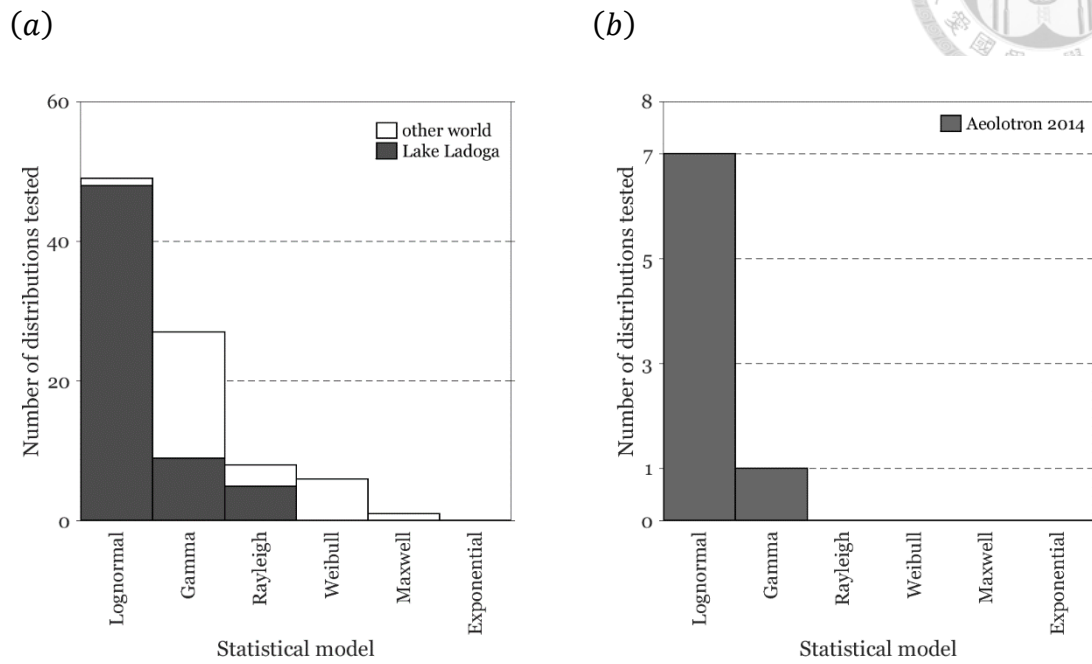 (a)
60
40
20
0
Number of distributions tested
other world
Lake Ladoga
Lognormal
Gamma
Rayleigh
Weibull
Maxwell
Exponential
Statistical model
(b)
8
7
5
3
1
0
Number of distributions tested
Aeolotron 2014
Lognormal
Gamma
Rayleigh
Weibull
Maxwell
Exponential
Statistical model
愛
國